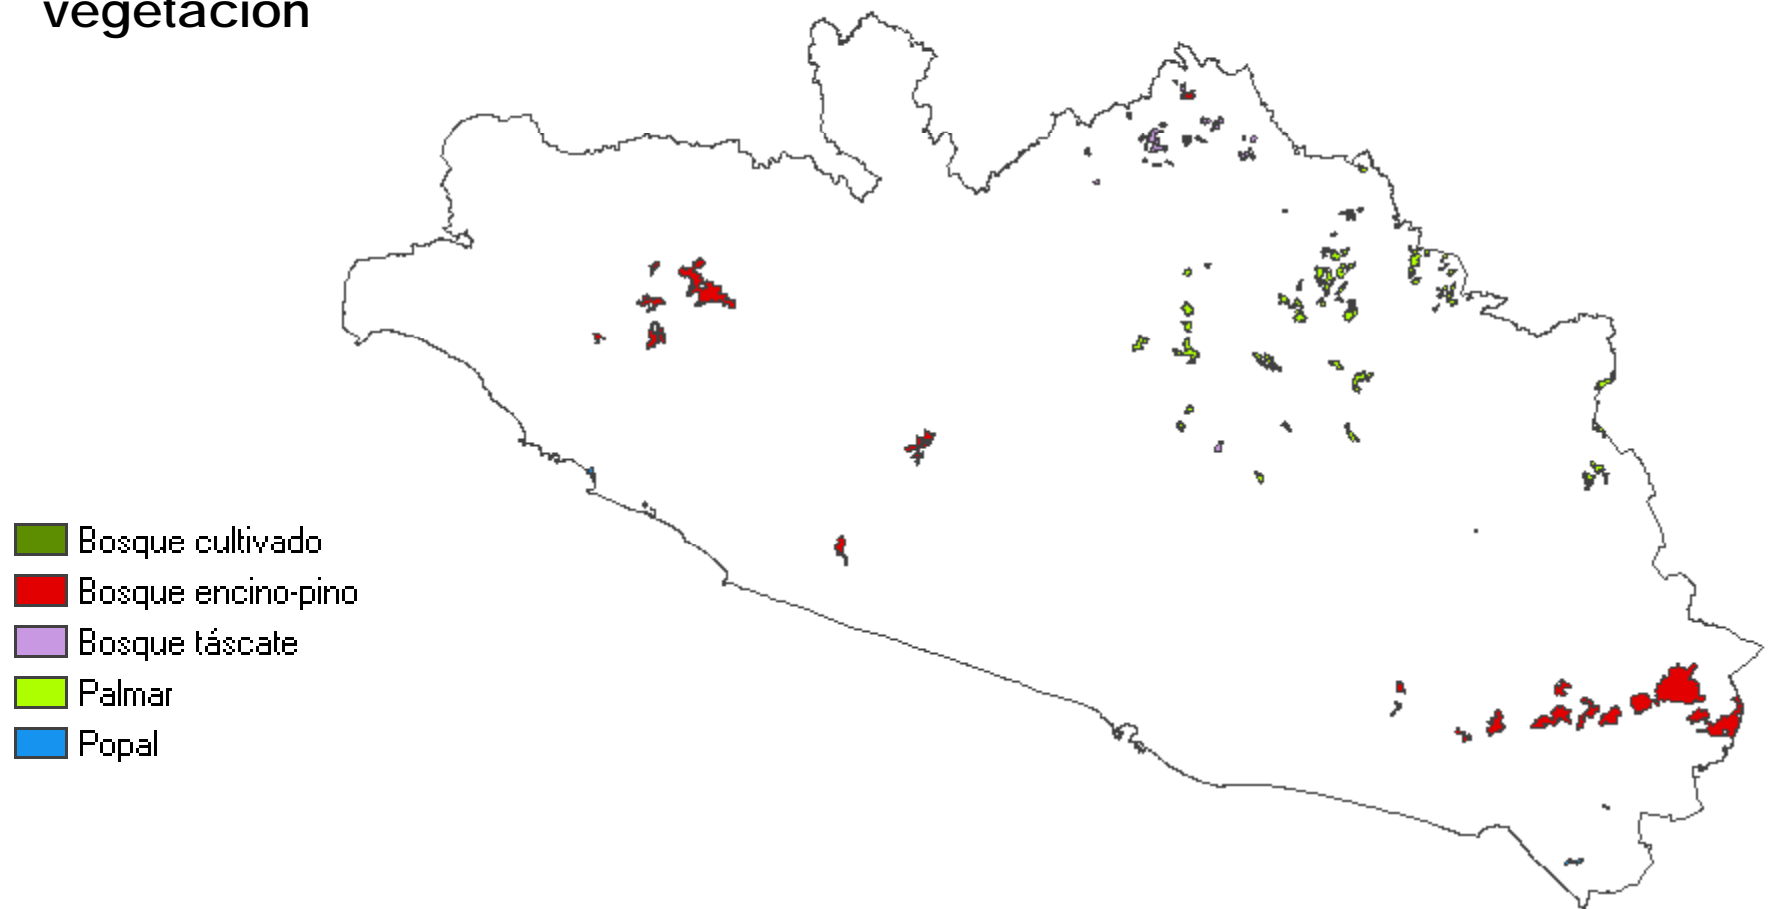 vegetación
Bosque cultivado
Bosque encino-pino
Bosque táscate
Palmar
Popal